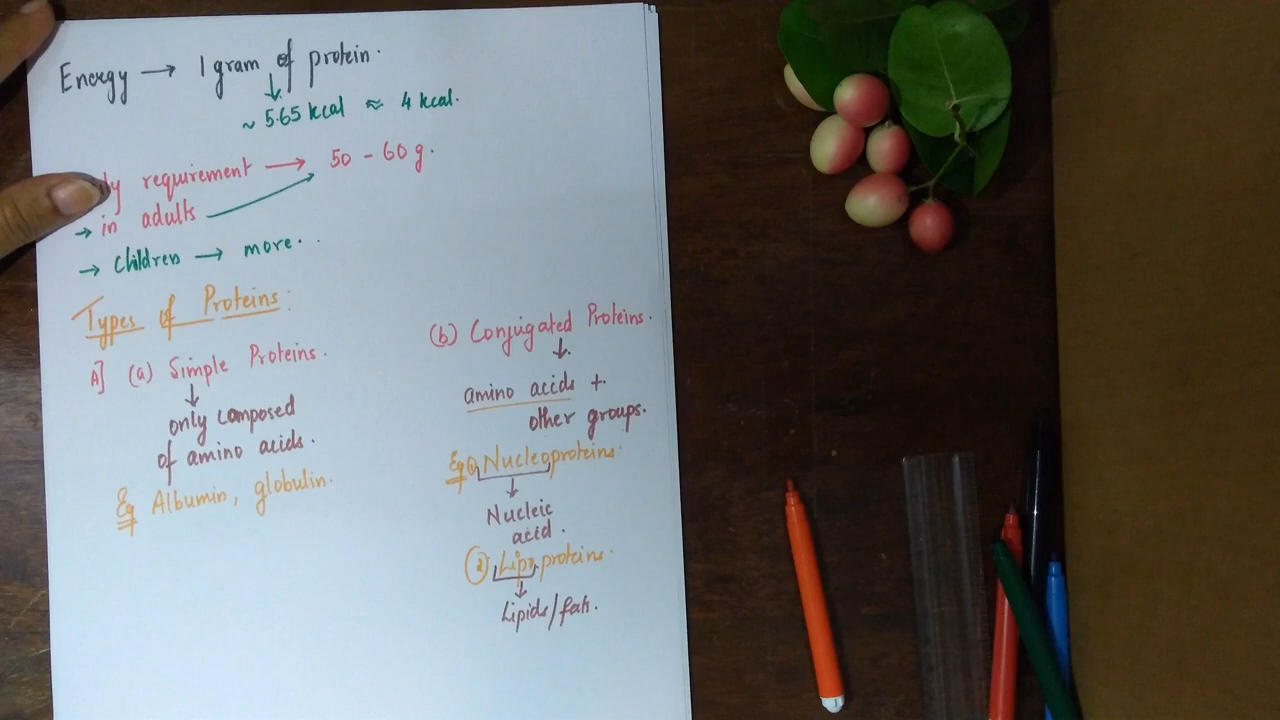 Energy → 1 gram of protein.
↓
~ 5.65 kcal ≈ 4 kcal.
requirement → 50 - 60 g.
→ in adults
→ Children → more.
Types of Proteins:
A] (a) Simple Proteins.
↓
only composed
of amino acids.
Eg Albumin, globulin.
(b) Conjugated Proteins.
↓
amino acids +
other groups.
Eg ① Nucleoproteins.
↓
Nucleic
acid.
② Lipoproteins.
↓
Lipids/fats.